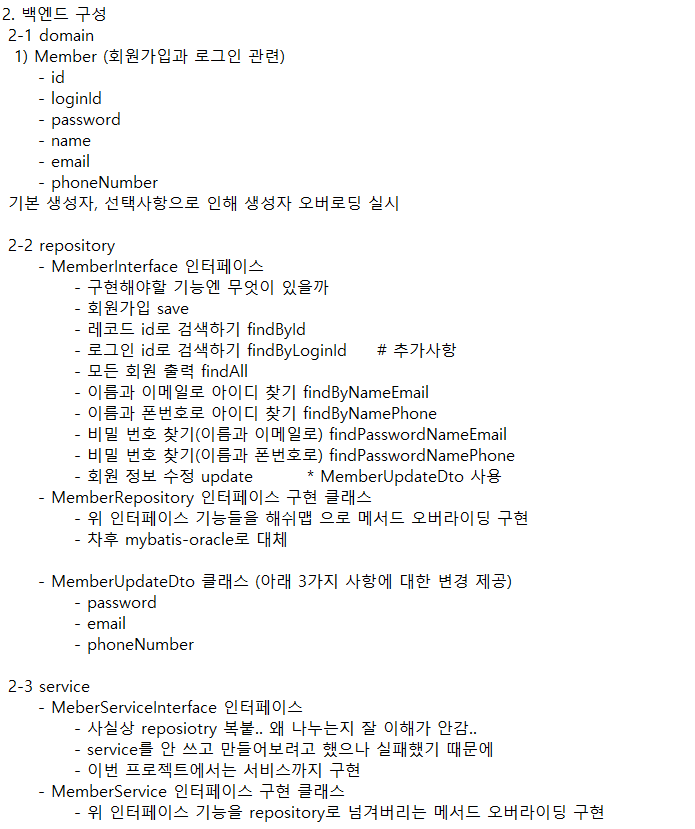 2. 백엔드 구성
2-1 domain
1) Member (회원가입과 로그인 관련)
- id
- loginId
- password
- name
- email
- phoneNumber
기본 생성자, 선택사항으로 인해 생성자 오버로딩 실시
2-2 repository
- MemberInterface 인터페이스
- 구현해야할 기능엔 무엇이 있을까
- 회원가입 save
- 레코드 id로 검색하기 findById
- 로그인 id로 검색하기 findByLoginId # 추가사항
- 모든 회원 출력 findAll
- 이름과 이메일로 아이디 찾기 findByNameEmail
- 이름과 폰번호로 아이디 찾기 findByNamePhone
- 비밀 번호 찾기(이름과 이메일로) findPasswordNameEmail
- 비밀 번호 찾기(이름과 폰번호로) findPasswordNamePhone
- 회원 정보 수정 update * MemberUpdateDto 사용
- MemberRepository 인터페이스 구현 클래스
- 위 인터페이스 기능들을 해쉬맵 으로 메서드 오버라이딩 구현
- 차후 mybatis-oracle로 대체
- MemberUpdateDto 클래스 (아래 3가지 사항에 대한 변경 제공)
- password
- email
- phoneNumber
2-3 service
- MeberServiceInterface 인터페이스
- 사실상 reposiotry 복붙.. 왜 나누는지 잘 이해가 안감..
- service를 안 쓰고 만들어보려고 했으나 실패했기 때문에
- 이번 프로젝트에서는 서비스까지 구현
- MemberService 인터페이스 구현 클래스
- 위 인터페이스 기능을 repository로 넘겨버리는 메서드 오버라이딩 구현